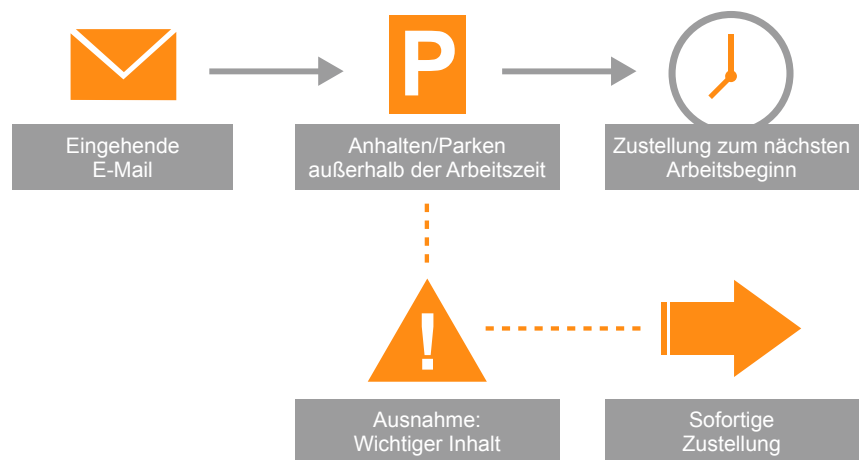 P
Eingehende
E-Mail
Anhalten/Parken
außerhalb der Arbeitszeit
Zustellung zum nächsten
Arbeitsbeginn
!
Ausnahme:
Wichtiger Inhalt
Sofortige
Zustellung